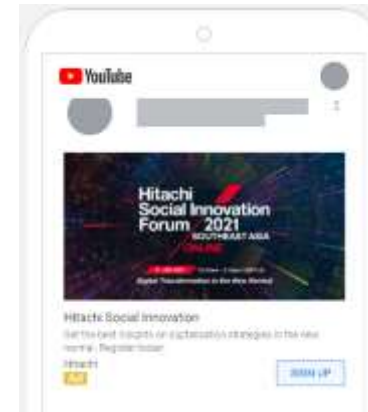 YouTube
Hitachi
Social Innovation
Forum 2021
SOUTHEAST ASIA
ONLINE
Digital Transformation in the New Normal
Hitachi Social Innovation
Get the best insights on digitalisation strategies in the new
normal. Register today!
Hitachi
Ad
SIGN UP